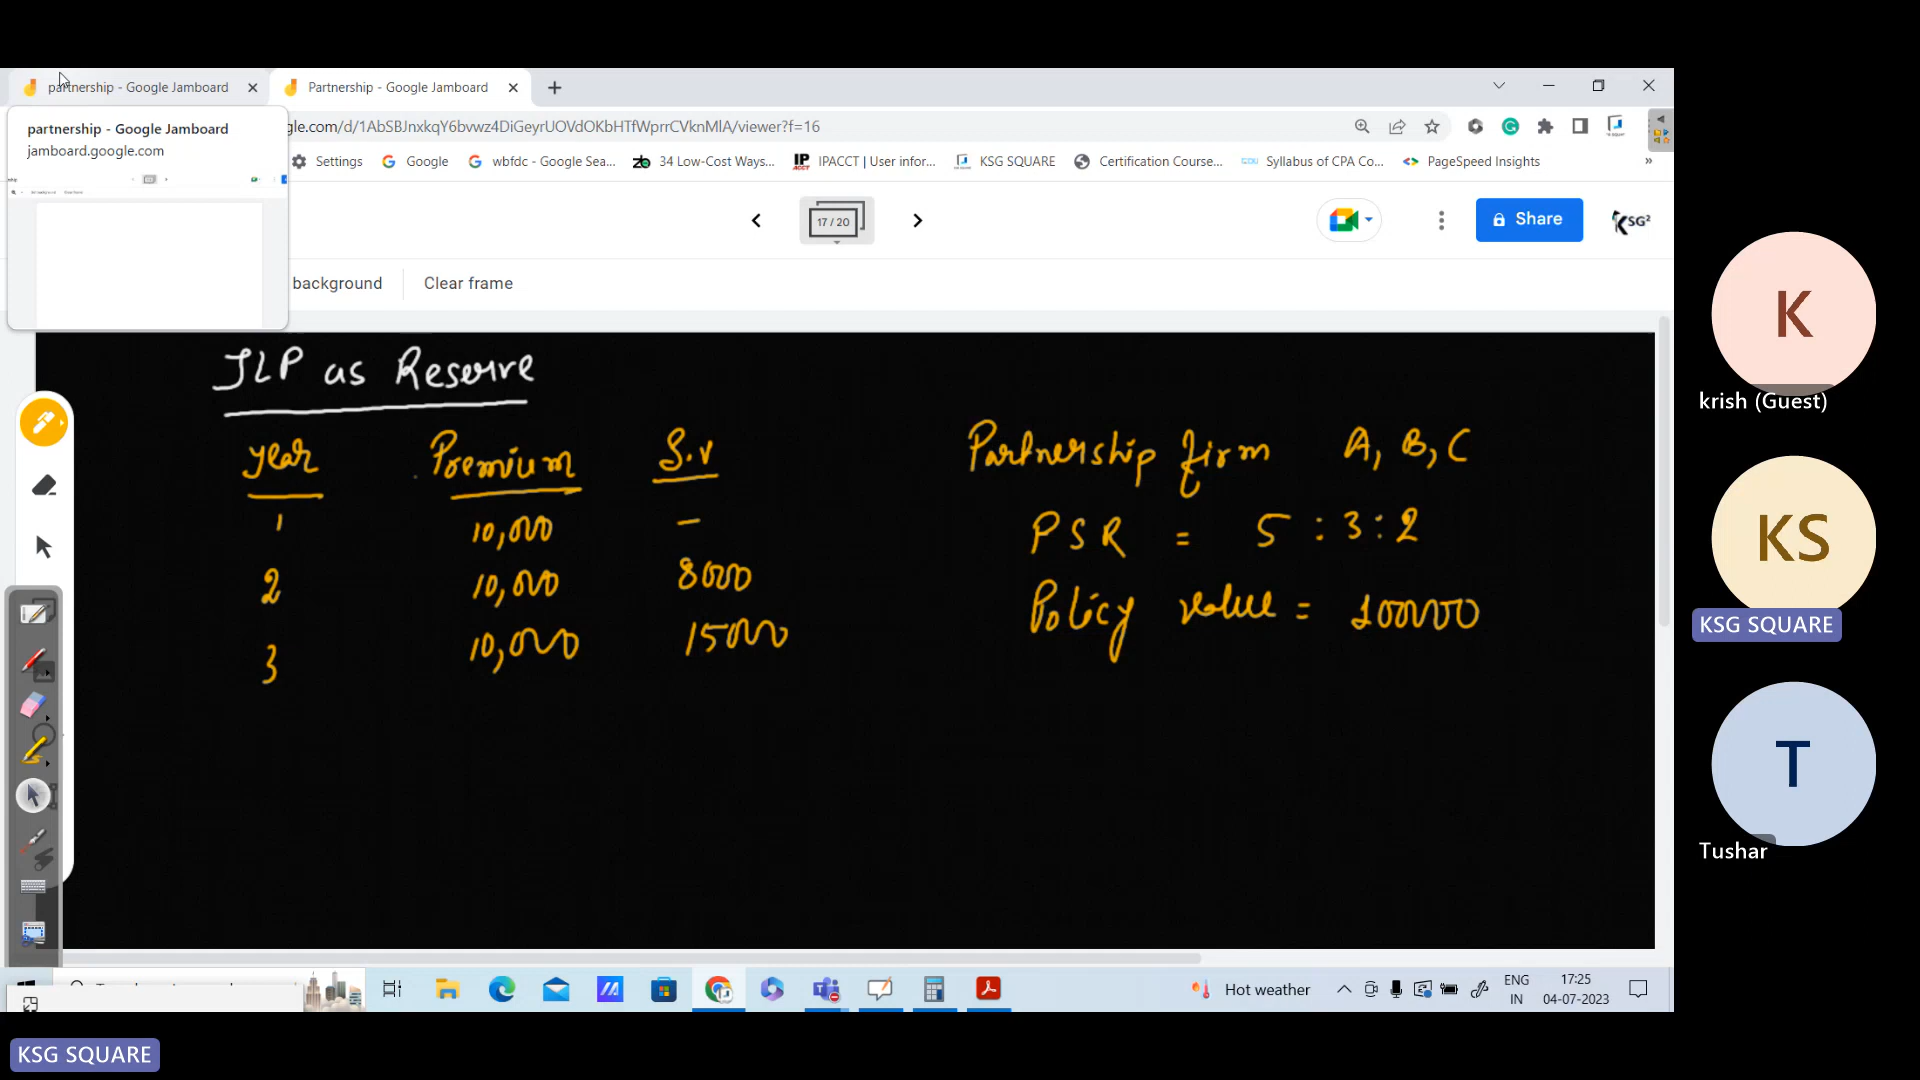 partnership - Google Jamboard
Partnership - Google Jamboard
partnership - Google Jamboard
jamboard.google.com
gle.com/d/1AbSBJnxkqY6bvwz4DiGeyrUOVdOKbHTfWprrCVknMlA/viewer?f=16
Settings Google wbfdc - Google Sea... 34 Low-Cost Ways... IPACCT | User infor... KSG SQUARE Certification Course... Syllabus of CPA Co... PageSpeed Insights »
17 / 20
Share
KSG²
background Clear frame
JLP as Reserve
year Premium S.V
1 10,000 –
2 10,000 8000
3 10,000 15000
Partnership firm A, B, C
PSR = 5 : 3 : 2
Policy value = 100000
K
krish (Guest)
KS
KSG SQUARE
T
Tushar
Hot weather
ENG
IN
17:25
04-07-2023
KSG SQUARE